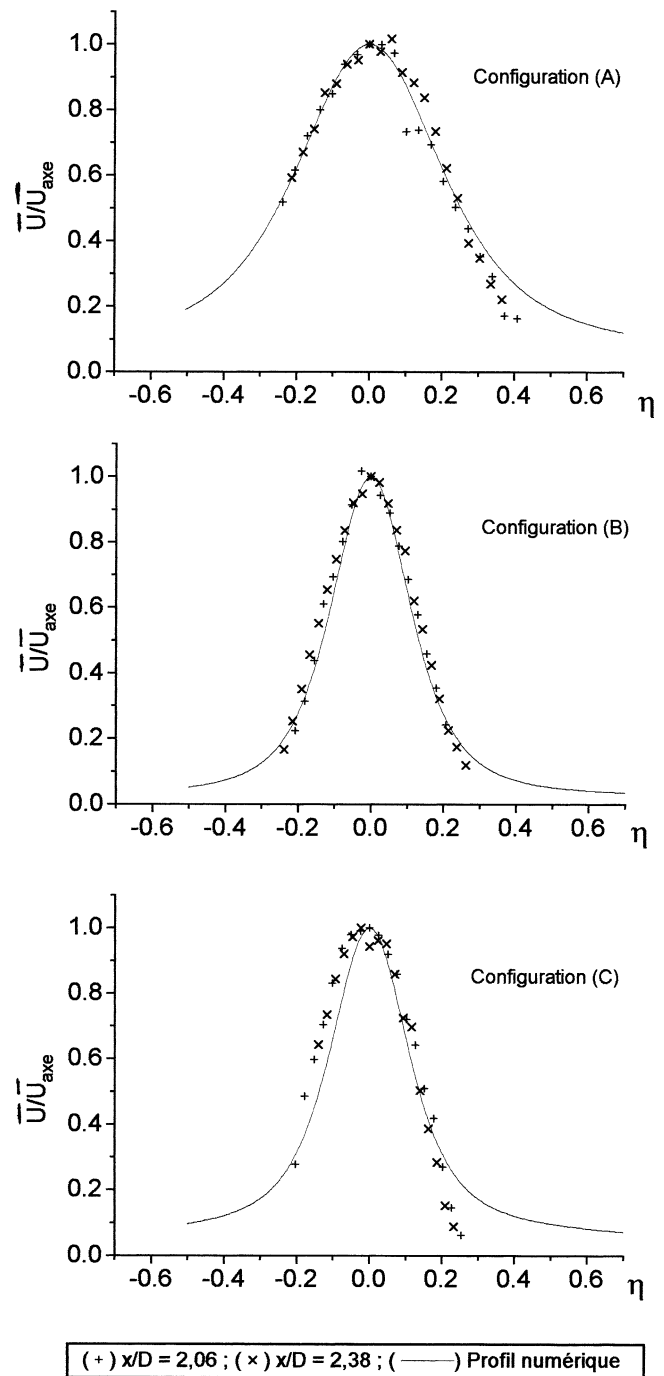 1.0
0.8
0.6
0.4
0.2
0.0
U/U axe
Configuration (A)
-0.6 -0.4 -0.2 0.0 0.2 0.4 0.6
η
1.0
0.8
0.6
0.4
0.2
0.0
U/U axe
Configuration (B)
-0.6 -0.4 -0.2 0.0 0.2 0.4 0.6
η
1.0
0.8
0.6
0.4
0.2
0.0
U/U axe
Configuration (C)
-0.6 -0.4 -0.2 0.0 0.2 0.4 0.6
η
(+) x/D = 2,06 ; (×) x/D = 2,38 ; (——) Profil numérique